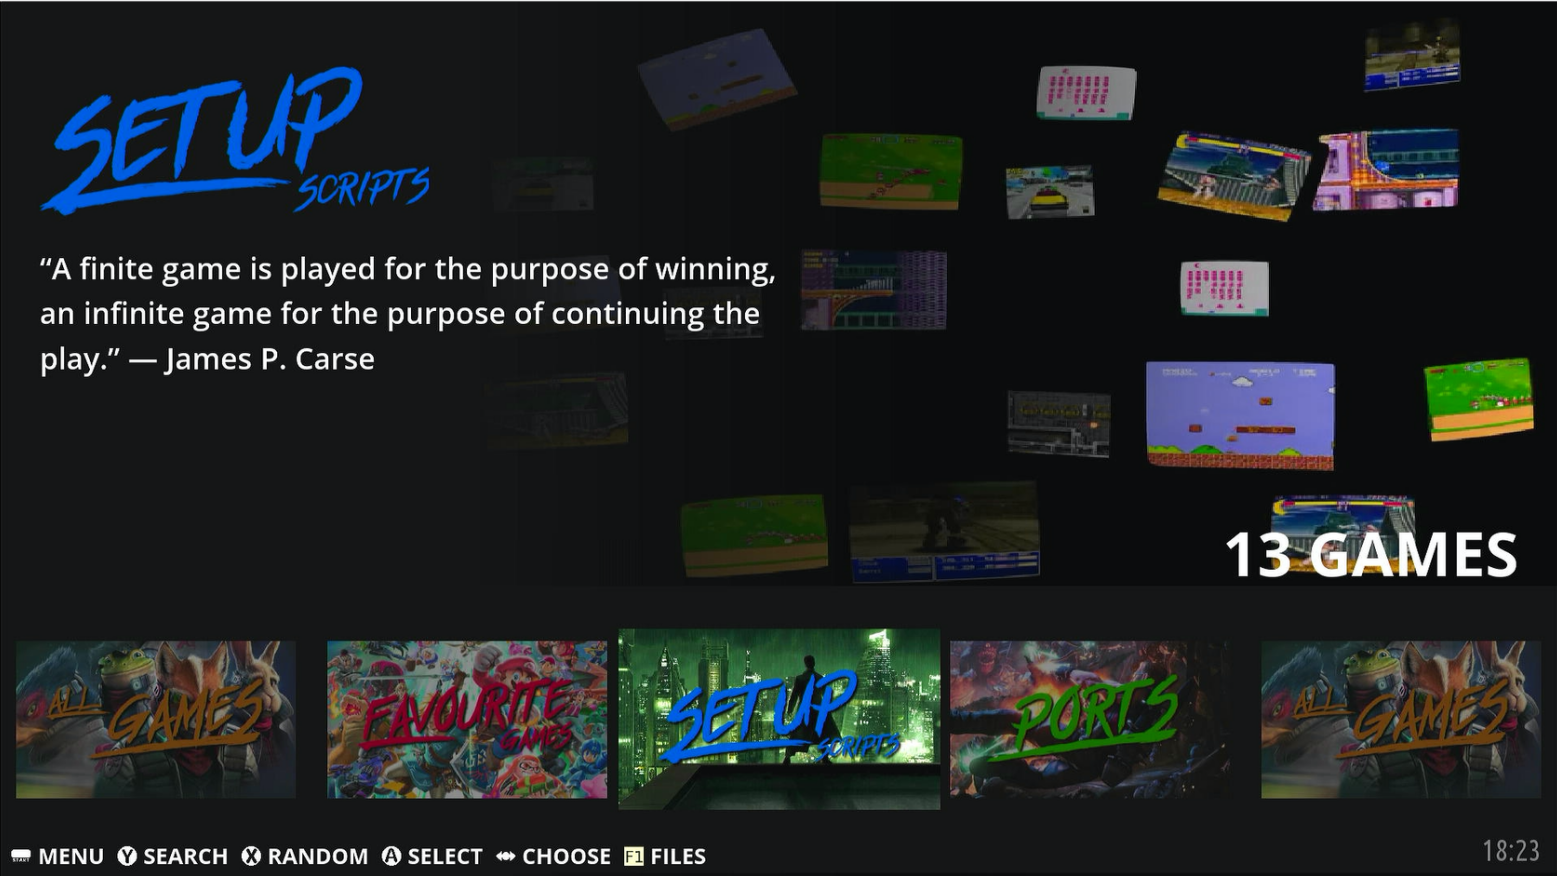 SETUP
SCRIPTS
“A finite game is played for the purpose of winning,
an infinite game for the purpose of continuing the
play.” — James P. Carse
13 GAMES
ALL
GAMES
FAVOURITE
GAMES
SETUP
SCRIPTS
PORTS
ALL
GAMES
START MENU Y SEARCH X RANDOM A SELECT CHOOSE F1 FILES
18:23